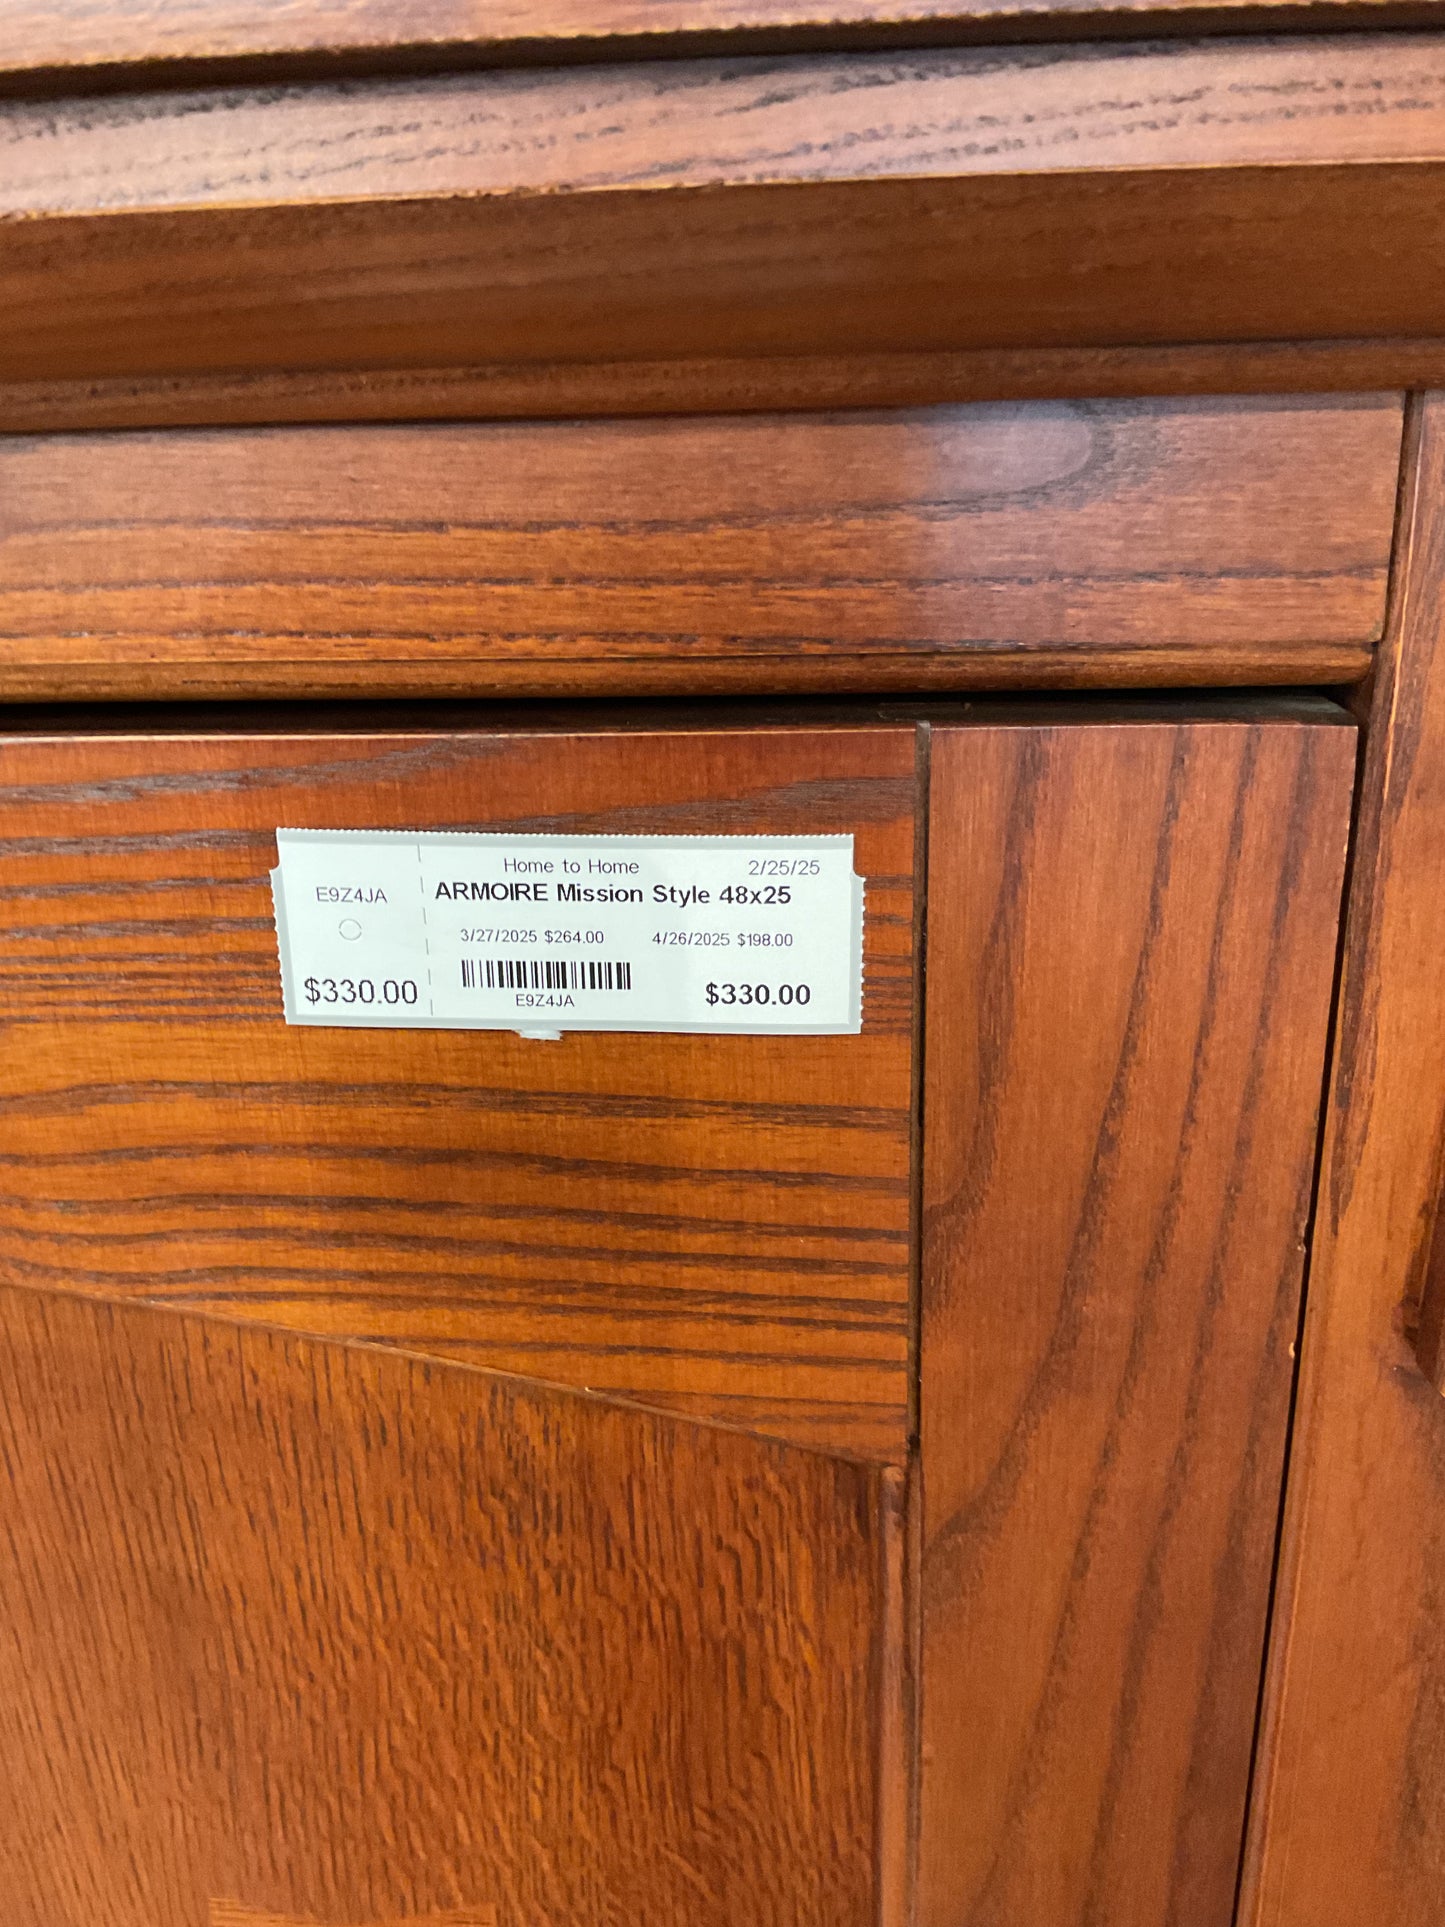 Home to Home 2/25/25
E9Z4JA ARMOIRE Mission Style 48x25
3/27/2025 $264.00 4/26/2025 $198.00
$330.00 E9Z4JA $330.00